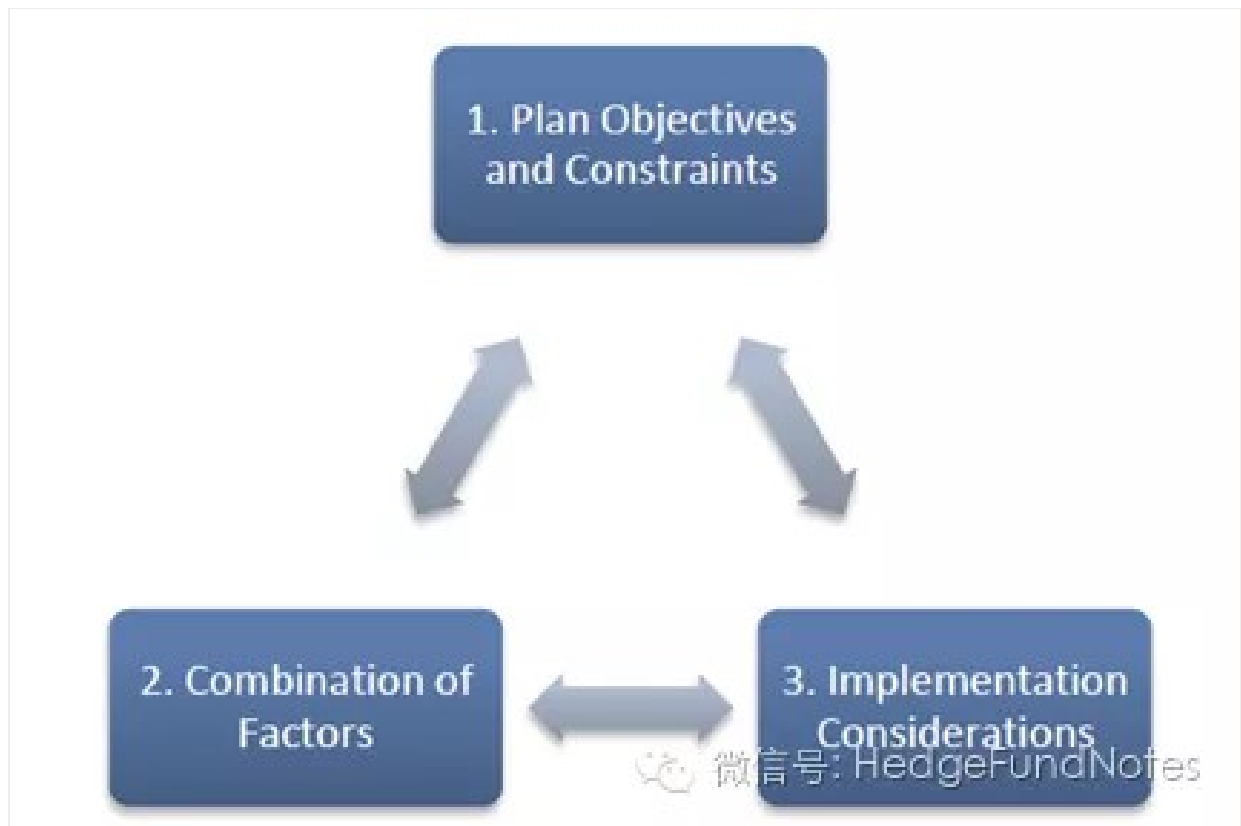 1. Plan Objectives
and Constraints
2. Combination of
Factors
3. Implementation
Considerations
微信号: HedgeFundNotes